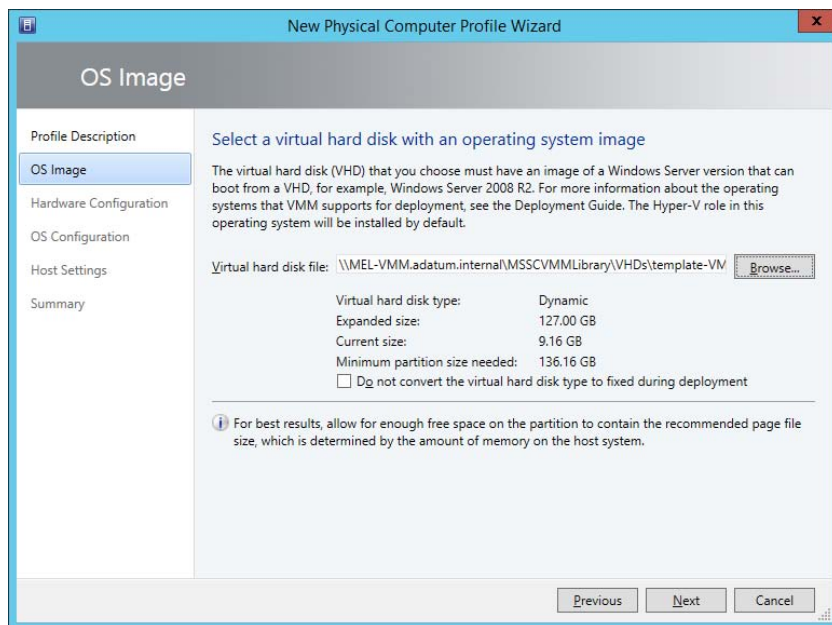 New Physical Computer Profile Wizard
x
OS Image
Profile Description
OS Image
Hardware Configuration
OS Configuration
Host Settings
Summary
Select a virtual hard disk with an operating system image
The virtual hard disk (VHD) that you choose must have an image of a Windows Server version that can
boot from a VHD, for example, Windows Server 2008 R2. For more information about the operating
systems that VMM supports for deployment, see the Deployment Guide. The Hyper-V role in this
operating system will be installed by default.
Virtual hard disk file: \\MEL-VMM.adatum.internal\MSSCVMMLibrary\VHDs\template-VM Browse...
Virtual hard disk type: Dynamic
Expanded size: 127.00 GB
Current size: 9.16 GB
Minimum partition size needed: 136.16 GB
Do not convert the virtual hard disk type to fixed during deployment
For best results, allow for enough free space on the partition to contain the recommended page file
size, which is determined by the amount of memory on the host system.
Previous Next Cancel